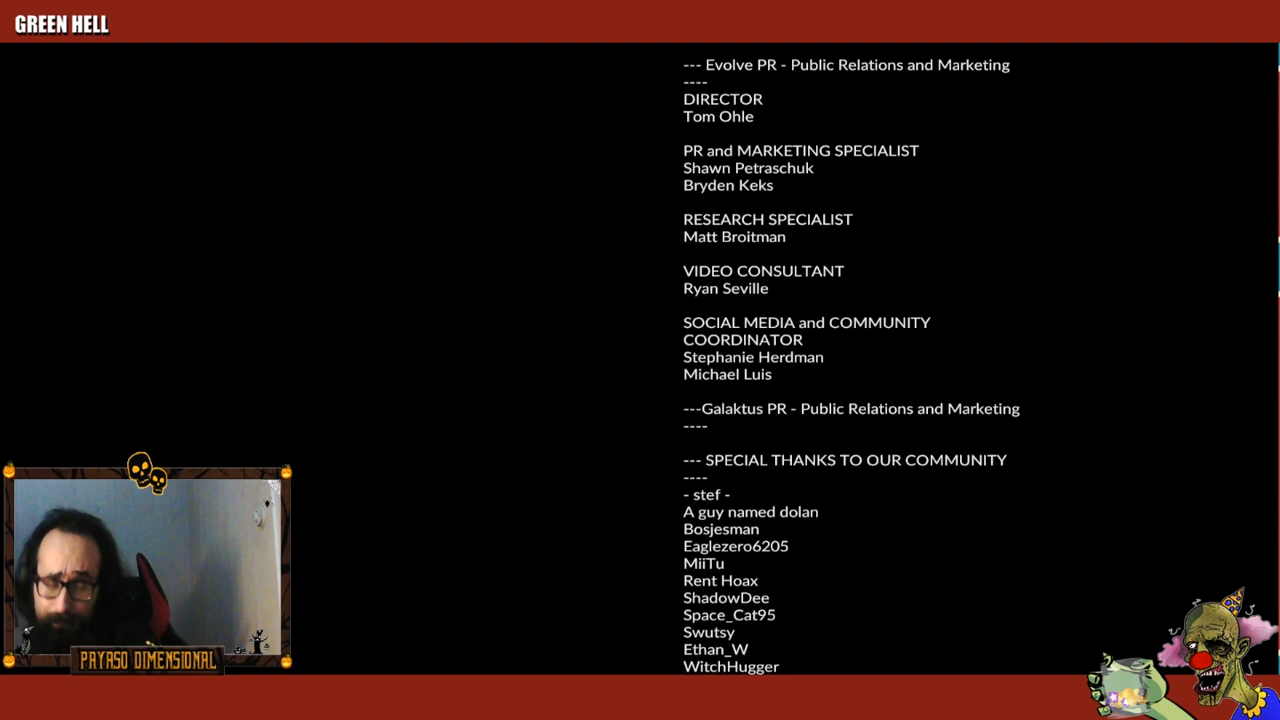 GREEN HELL
--- Evolve PR - Public Relations and Marketing
----
DIRECTOR
Tom Ohle
PR and MARKETING SPECIALIST
Shawn Petraschuk
Bryden Keks
RESEARCH SPECIALIST
Matt Broitman
VIDEO CONSULTANT
Ryan Seville
SOCIAL MEDIA and COMMUNITY
COORDINATOR
Stephanie Herdman
Michael Luis
---Galaktus PR - Public Relations and Marketing
----
--- SPECIAL THANKS TO OUR COMMUNITY
----
- stef -
A guy named dolan
Bosjesman
Eaglezero6205
MiiTu
Rent Hoax
ShadowDee
Space_Cat95
Swutsy
Ethan_W
WitchHugger
PAYASO DIMENSIONAL